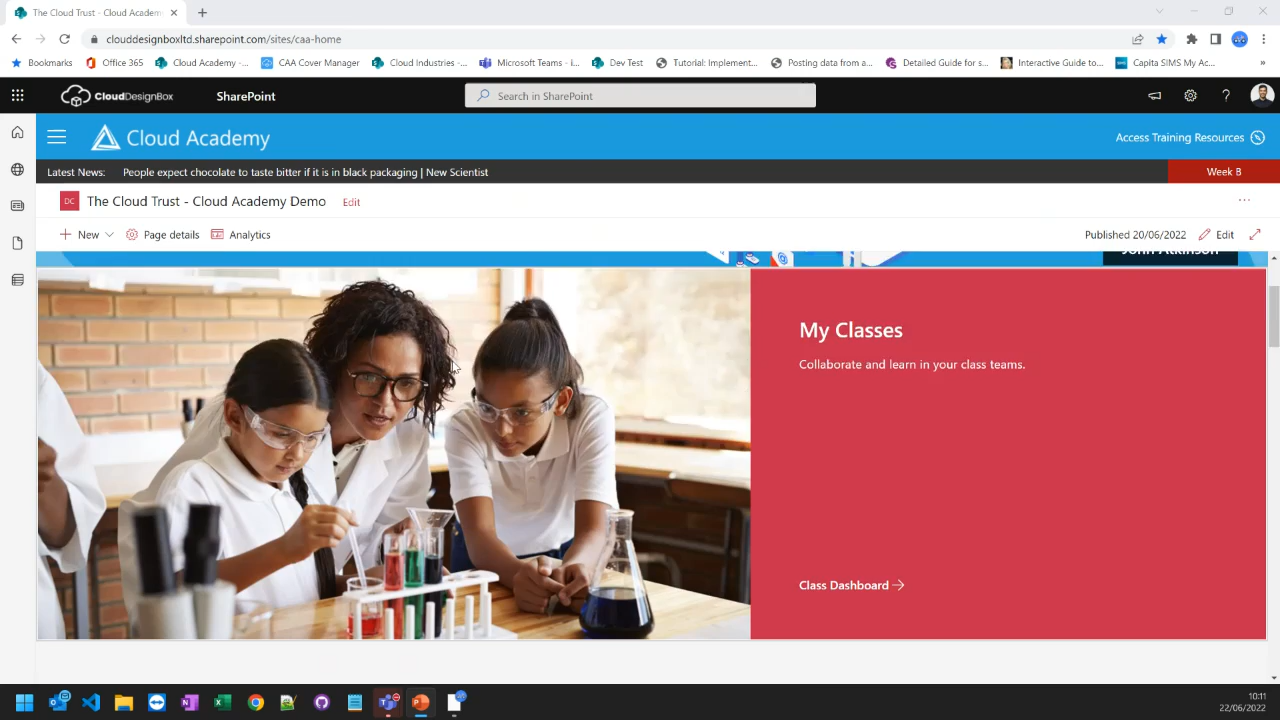 The Cloud Trust - Cloud Academy
clouddesignboxltd.sharepoint.com/sites/caa-home
Bookmarks Office 365 Cloud Academy -... CAA Cover Manager Cloud Industries -... Microsoft Teams - i... Dev Test Tutorial: Implement... Posting data from a... Detailed Guide for s... Interactive Guide to... Capita SIMS My Ac... »
CLOUDDESIGNBOX SharePoint Search in SharePoint ?
Cloud Academy Access Training Resources
Latest News: People expect chocolate to taste bitter if it is in black packaging | New Scientist Week B
DC The Cloud Trust - Cloud Academy Demo Edit
New Page details Analytics Published 20/06/2022 Edit
John Atkinson
My Classes
Collaborate and learn in your class teams.
Class Dashboard
10:11
22/06/2022